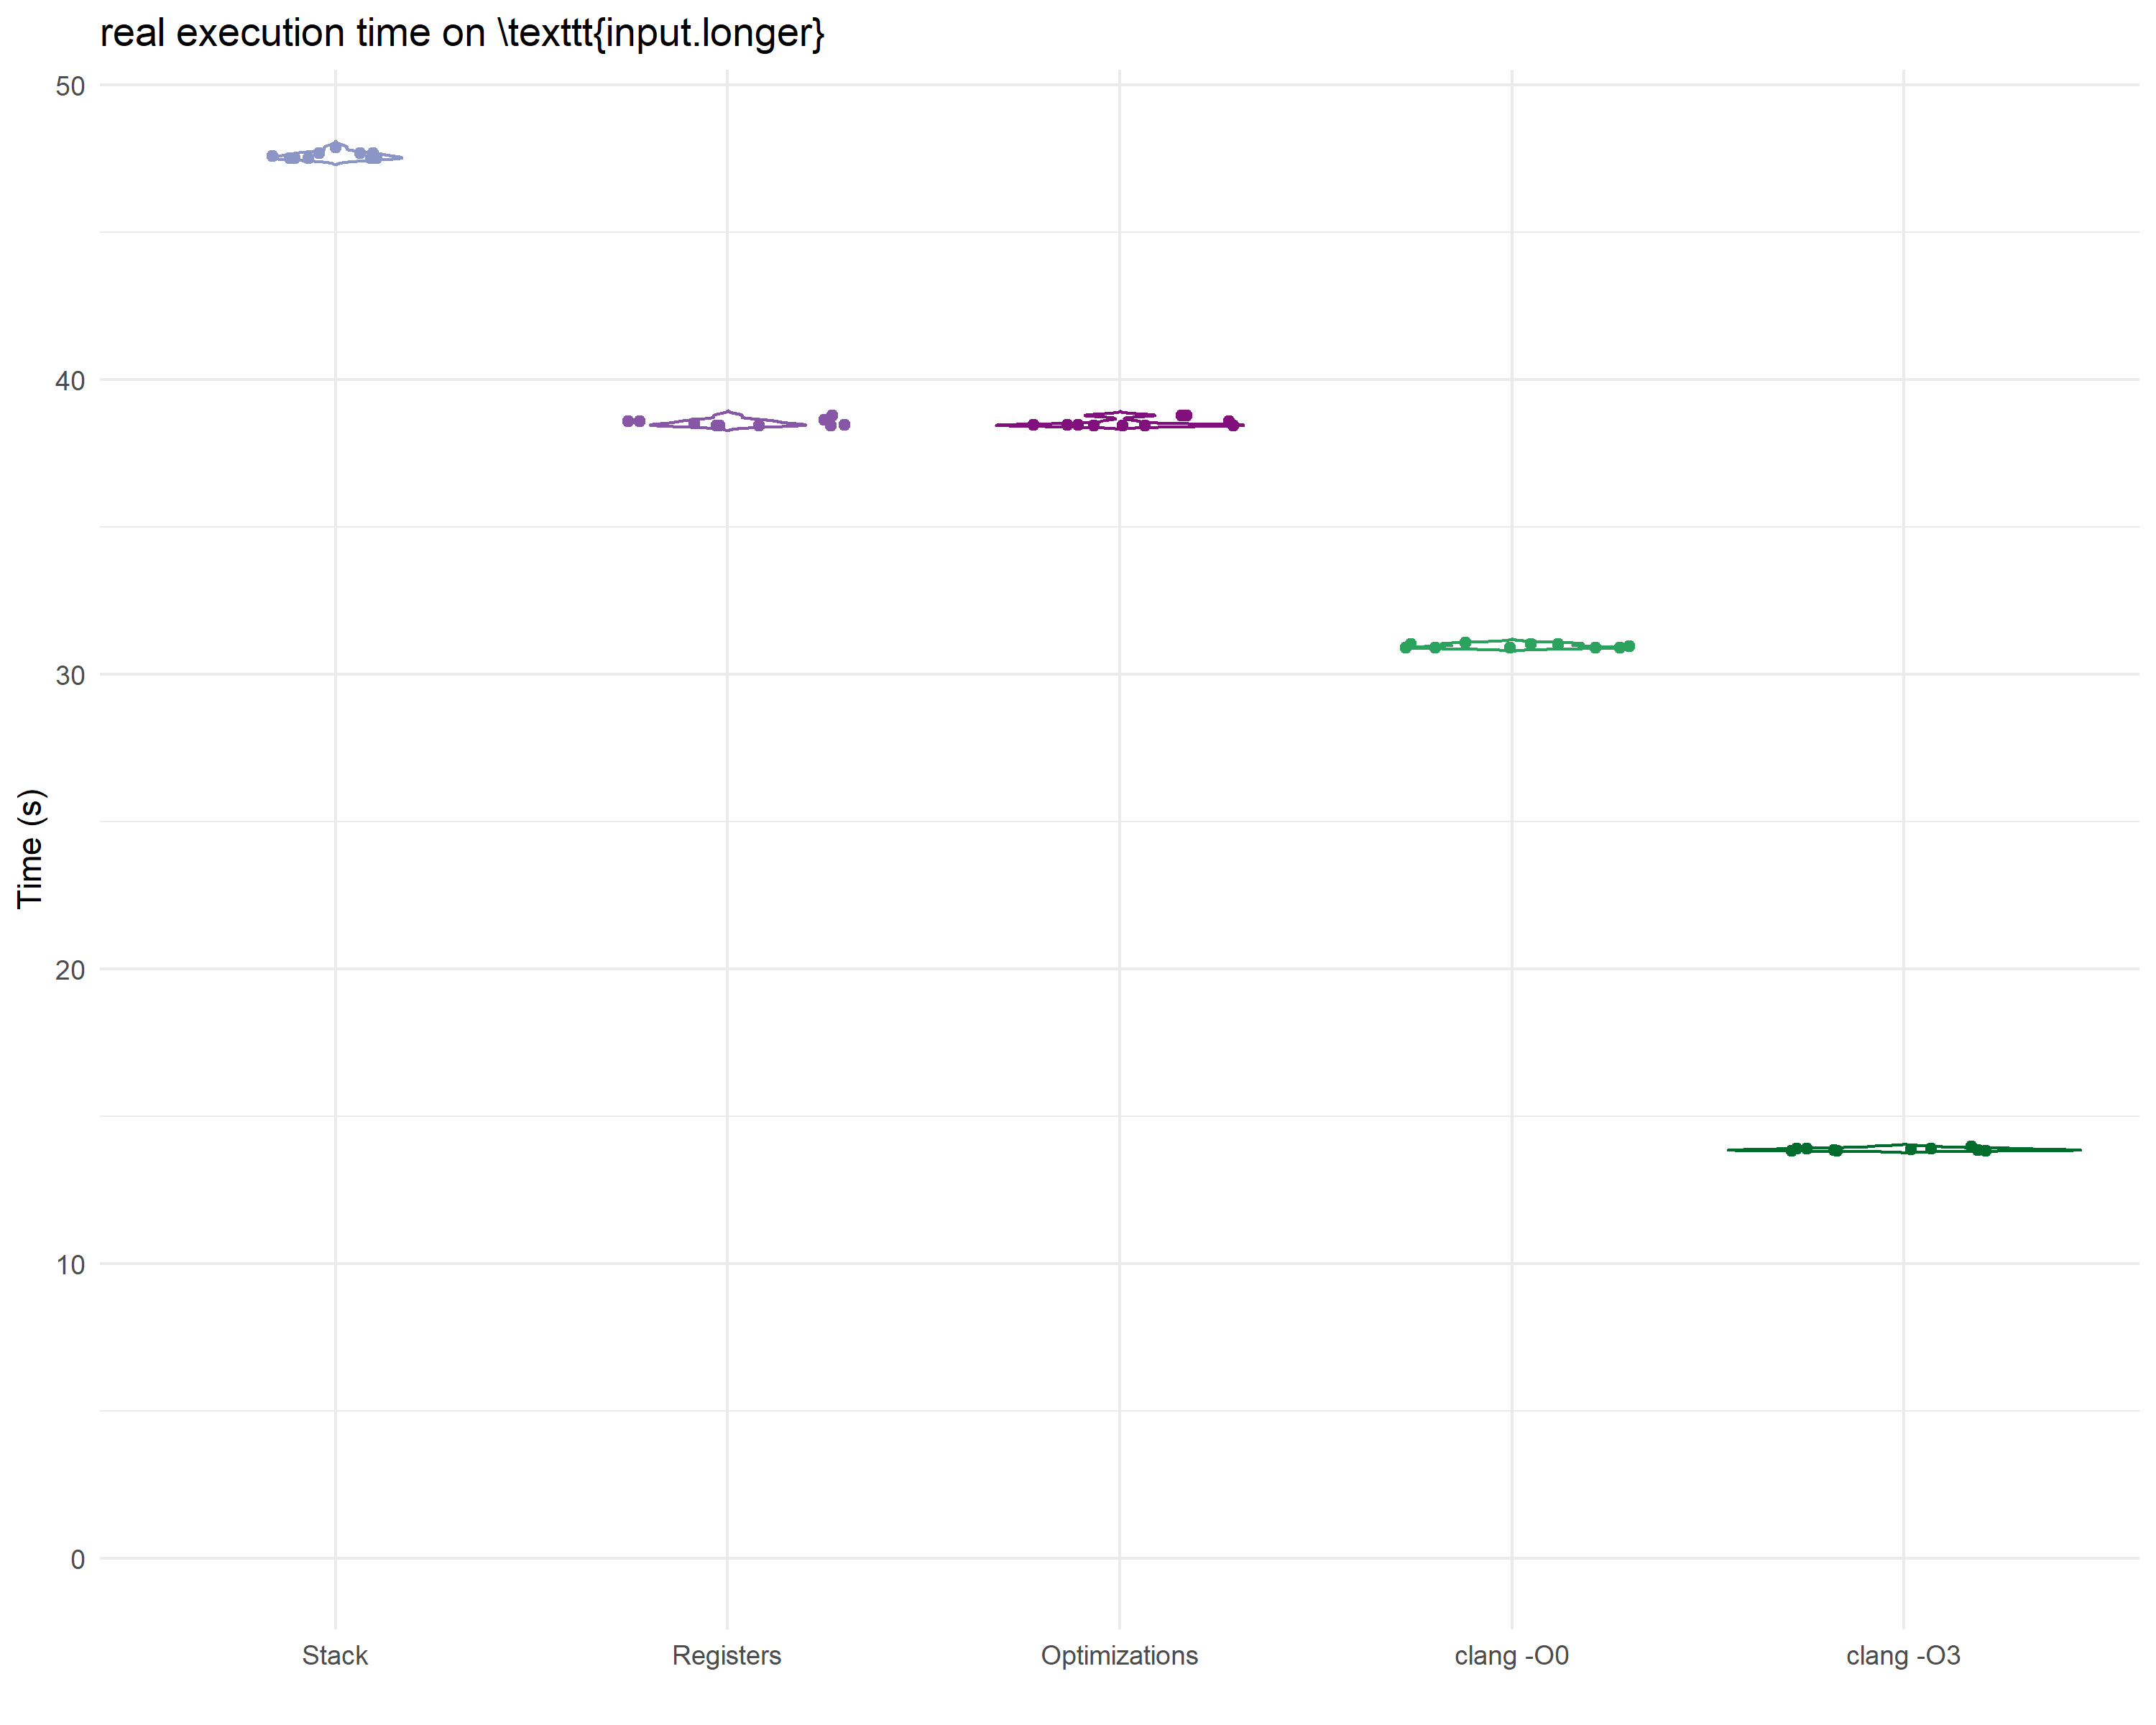 real execution time on \texttt{input.longer}
50
40
30
20
10
0
Time (s)
Stack
Registers
Optimizations
clang -O0
clang -O3